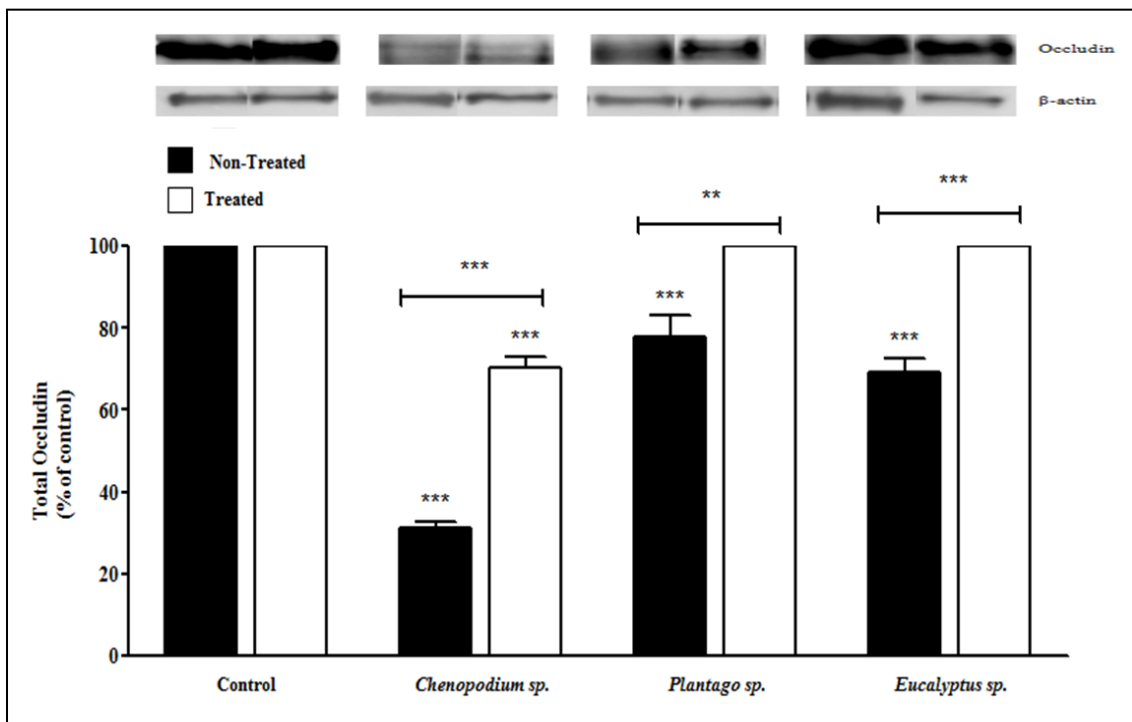 Occludin
β-actin
Non-Treated
Treated
**
***
***
***
***
***
***
100
80
60
40
20
0
Total Occludin
(% of control)
Control
Chenopodium sp.
Plantago sp.
Eucalyptus sp.